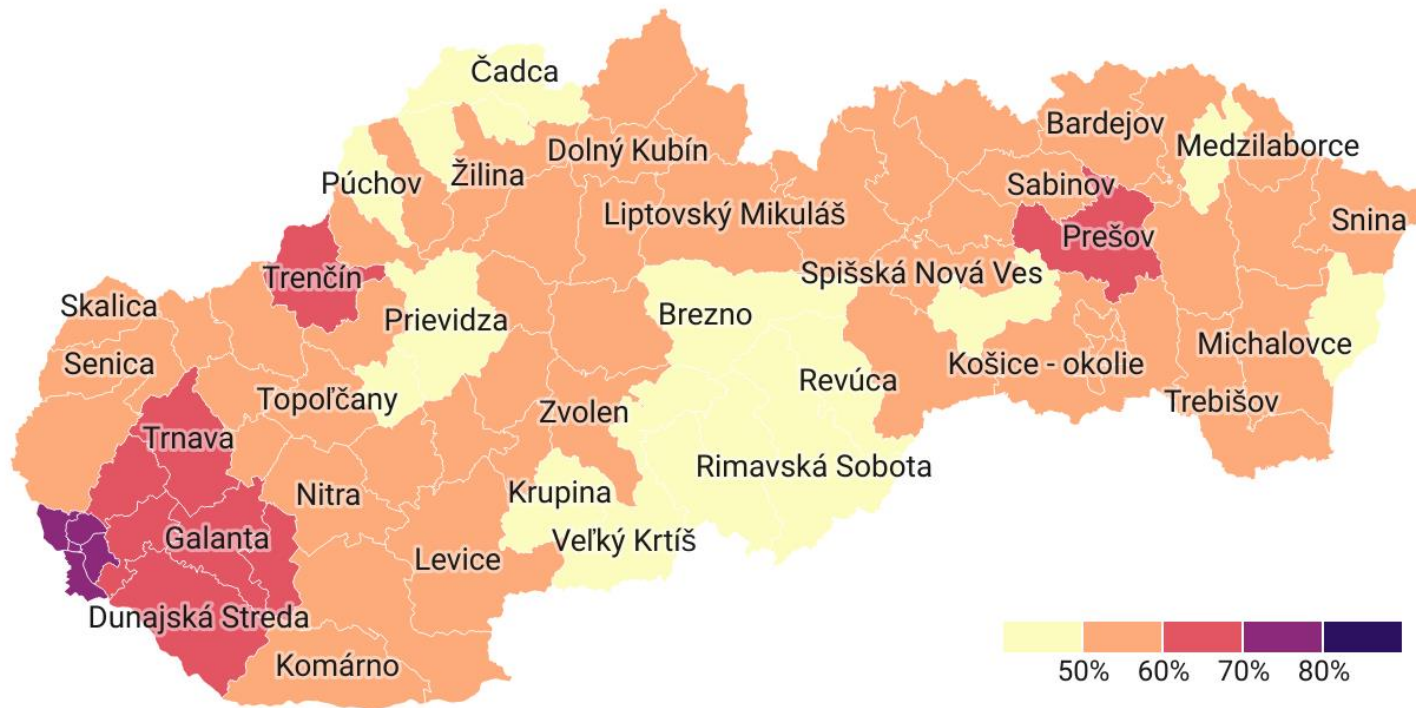 Čadca
Bardejov
Medzilaborce
Dolný Kubín
Žilina
Púchov
Sabinov
Liptovský Mikuláš
Snina
Prešov
Trenčín
Spišská Nová Ves
Skalica
Prievidza
Brezno
Michalovce
Senica
Košice - okolie
Revúca
Topoľčany
Trebišov
Zvolen
Trnava
Rimavská Sobota
Nitra
Krupina
Galanta
Veľký Krtíš
Levice
Dunajská Streda
Komárno
50% 60% 70% 80%